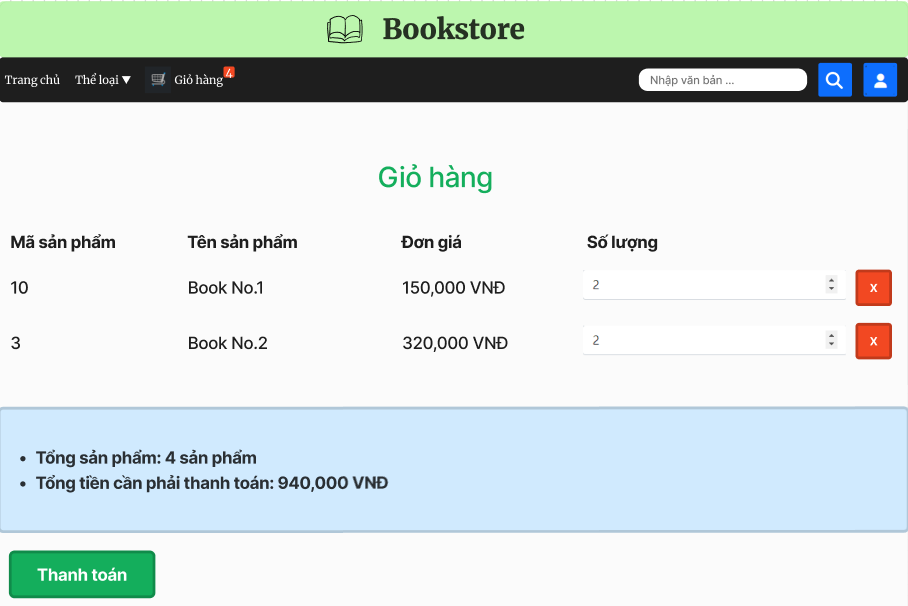 Bookstore
Trang chủ Thể loại ▼ Giỏ hàng 4 Nhập văn bản ...
Giỏ hàng
Mã sản phẩm Tên sản phẩm Đơn giá Số lượng
10 Book No.1 150,000 VNĐ 2 x
3 Book No.2 320,000 VNĐ 2 x
• Tổng sản phẩm: 4 sản phẩm
• Tổng tiền cần phải thanh toán: 940,000 VNĐ
Thanh toán